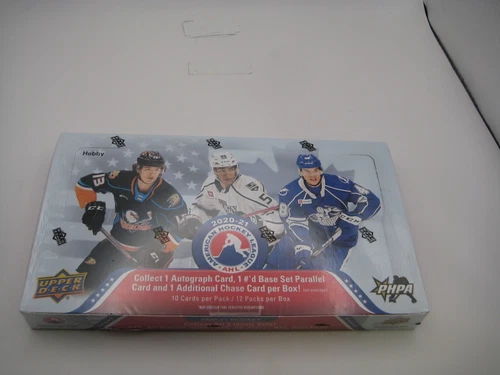 Hobby
2020-21
AMERICAN HOCKEY LEAGUE
AHL
Collect 1 Autograph Card, 1 #'d Base Set Parallel
Card and 1 Additional Chase Card per Box!
10 Cards per Pack / 12 Packs per Box
UPPER
DECK
PHPA